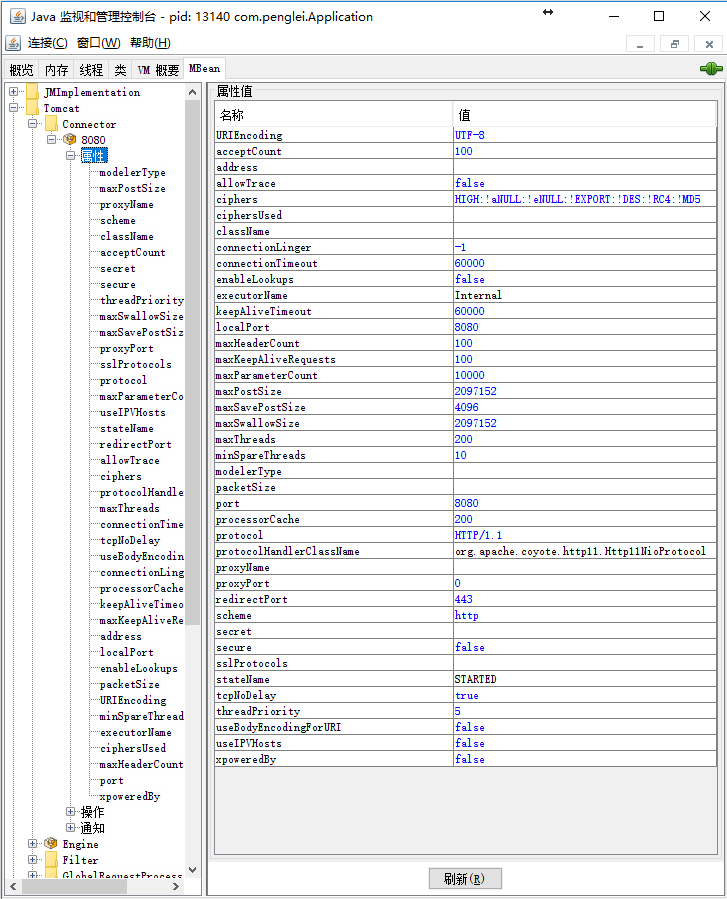 Java 监视和管理控制台 - pid: 13140 com.penglei.Application
连接(C) 窗口(W) 帮助(H)
概览 内存 线程 类 VM 概要 MBean
JMImplementation
Tomcat
Connector
8080
属性
modelerType
maxPostSize
proxyName
scheme
className
acceptCount
secret
secure
threadPriority
maxSwallowSize
maxSavePostSiz
proxyPort
sslProtocols
protocol
maxParameterCo
useIPVHosts
stateName
redirectPort
allowTrace
ciphers
protocolHandle
maxThreads
connectionTime
tcpNoDelay
useBodyEncodin
connectionLing
processorCache
keepAliveTimeo
maxKeepAliveRe
address
localPort
enableLookups
packetSize
URIEncoding
minSpareThread
executorName
ciphersUsed
maxHeaderCount
port
xpoweredBy
操作
通知
Engine
Filter
GlobalRequestProcess
属性值
名称 值
URIEncoding UTF-8
acceptCount 100
address
allowTrace false
ciphers HIGH:!aNULL:!eNULL:!EXPORT:!DES:!RC4:!MD5
ciphersUsed
className
connectionLinger -1
connectionTimeout 60000
enableLookups false
executorName Internal
keepAliveTimeout 60000
localPort 8080
maxHeaderCount 100
maxKeepAliveRequests 100
maxParameterCount 10000
maxPostSize 2097152
maxSavePostSize 4096
maxSwallowSize 2097152
maxThreads 200
minSpareThreads 10
modelerType
packetSize
port 8080
processorCache 200
protocol HTTP/1.1
protocolHandlerClassName org.apache.coyote.http11.Http11NioProtocol
proxyName
proxyPort 0
redirectPort 443
scheme http
secret
secure false
sslProtocols
stateName STARTED
tcpNoDelay true
threadPriority 5
useBodyEncodingForURI false
useIPVHosts false
xpoweredBy false
刷新(R)